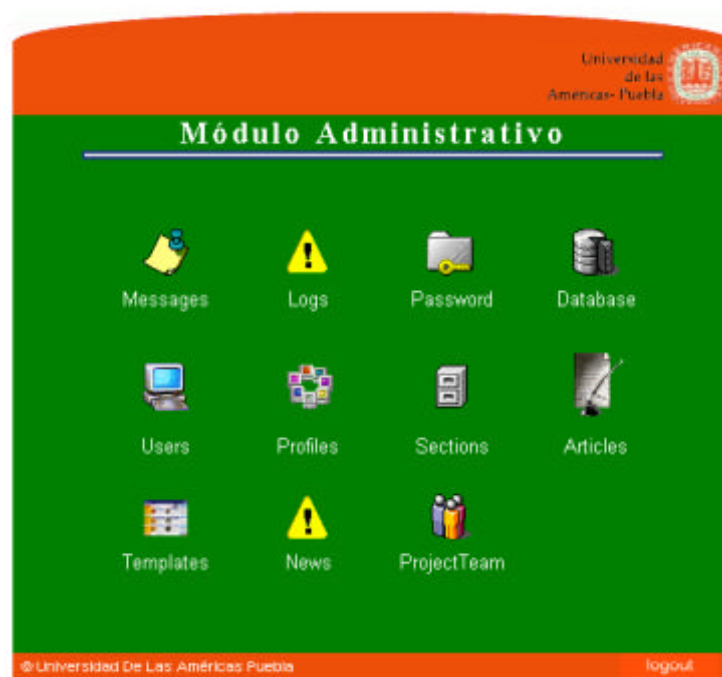 Universidad
de las
Américas- Puebla
Módulo Administrativo
Messages Logs Password Database
Users Profiles Sections Articles
Templates News ProjectTeam
© Universidad De Las Américas Puebla logout